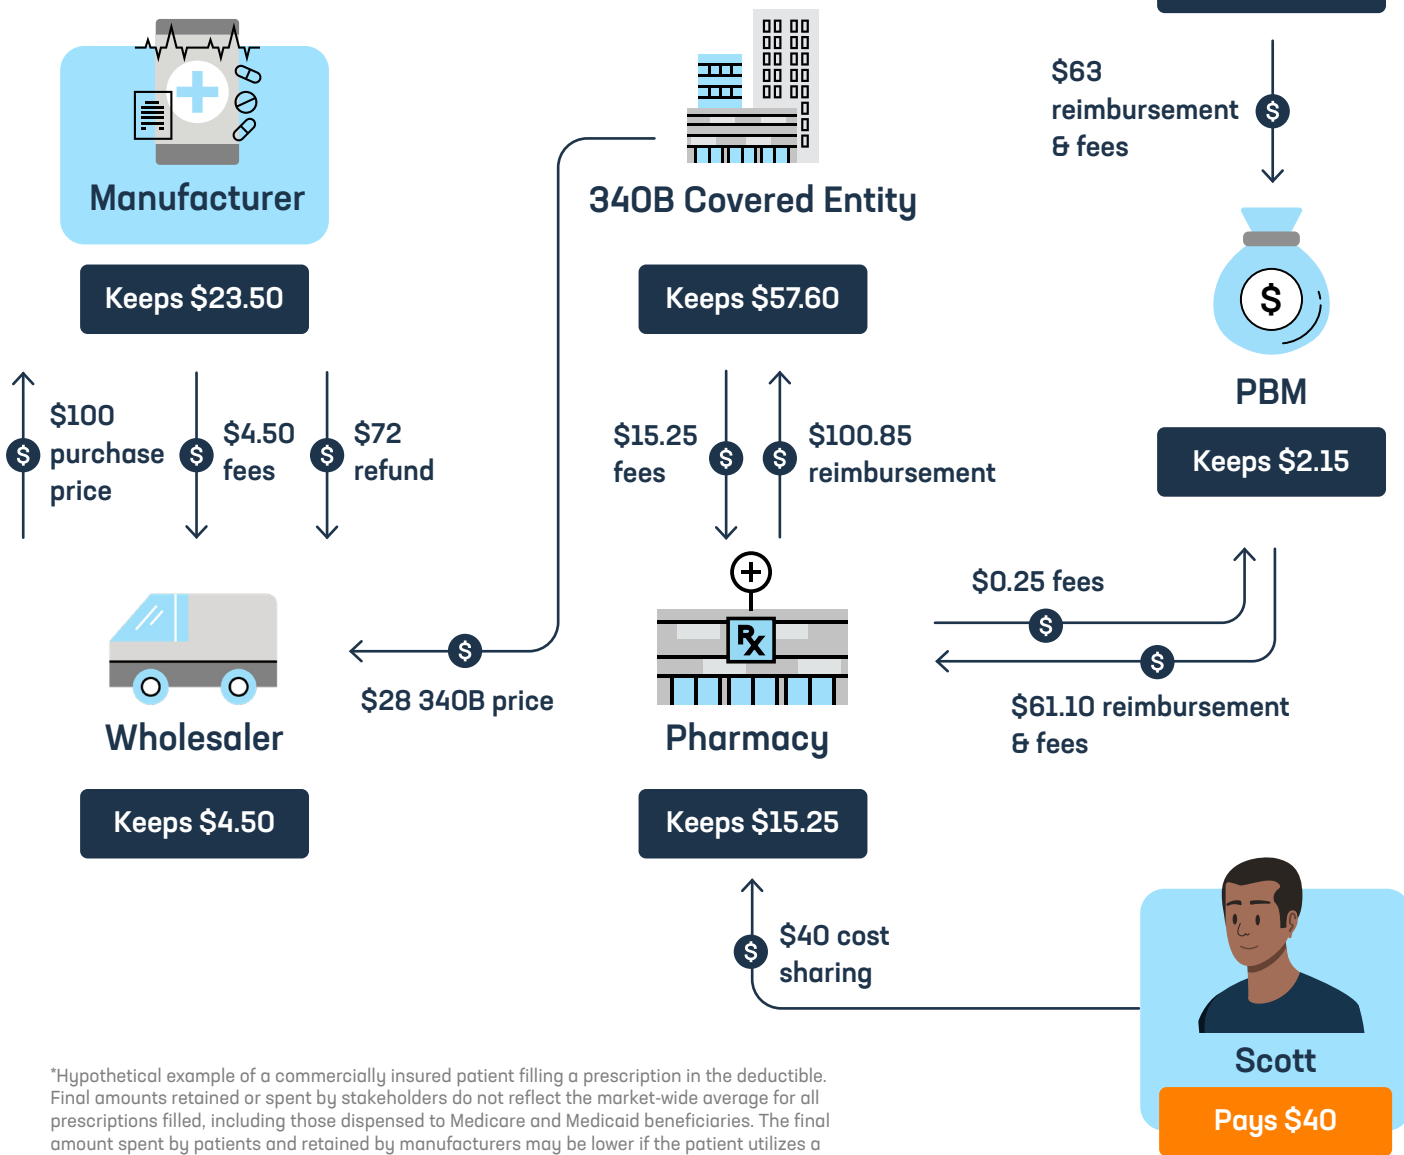 $63
reimbursement
& fees
Manufacturer
340B Covered Entity
Keeps $23.50
Keeps $57.60
$
PBM
Keeps $2.15
$100
purchase
price
$4.50
fees
$72
refund
$15.25
fees
$100.85
reimbursement
$0.25 fees
$61.10 reimbursement
& fees
$28 340B price
Rx
Wholesaler
Pharmacy
Keeps $4.50
Keeps $15.25
$40 cost
sharing
Scott
Pays $40
*Hypothetical example of a commercially insured patient filling a prescription in the deductible.
Final amounts retained or spent by stakeholders do not reflect the market-wide average for all
prescriptions filled, including those dispensed to Medicare and Medicaid beneficiaries. The final
amount spent by patients and retained by manufacturers may be lower if the patient utilizes a